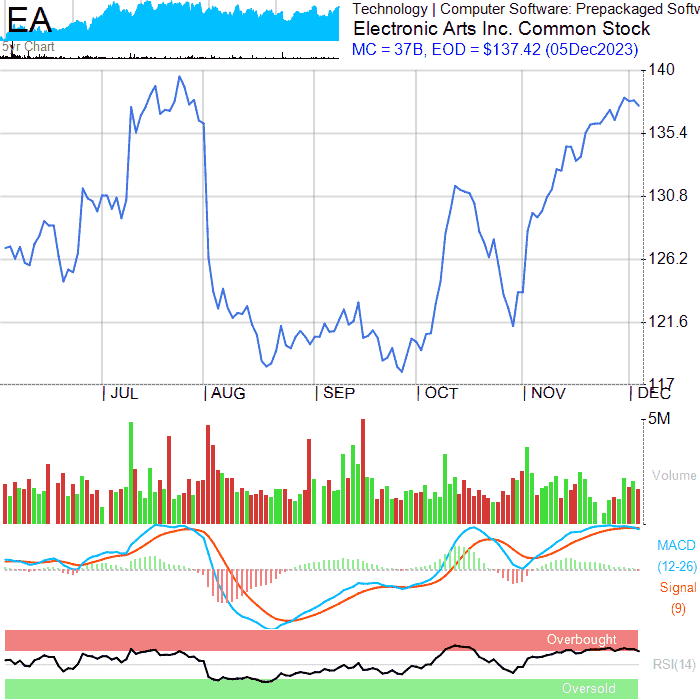 EA
5yr Chart
Technology | Computer Software: Prepackaged Softw
Electronic Arts Inc. Common Stock
MC = 37B, EOD = $137.42 (05Dec2023)
140
135.4
130.8
126.2
121.6
117
| JUL | AUG | SEP | OCT | NOV | DEC
5M
Volume
MACD
(12-26)
Signal
(9)
Overbought
RSI(14)
Oversold